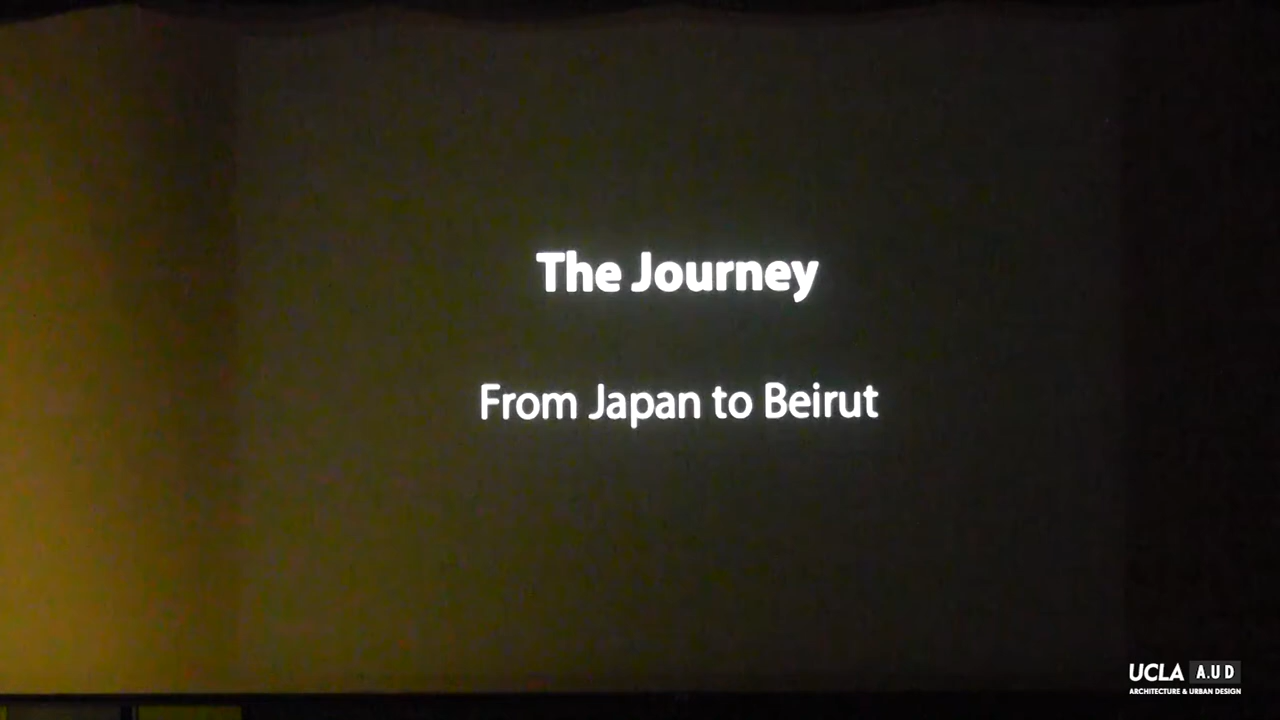 The Journey
From Japan to Beirut
UCLA A.UD
ARCHITECTURE & URBAN DESIGN